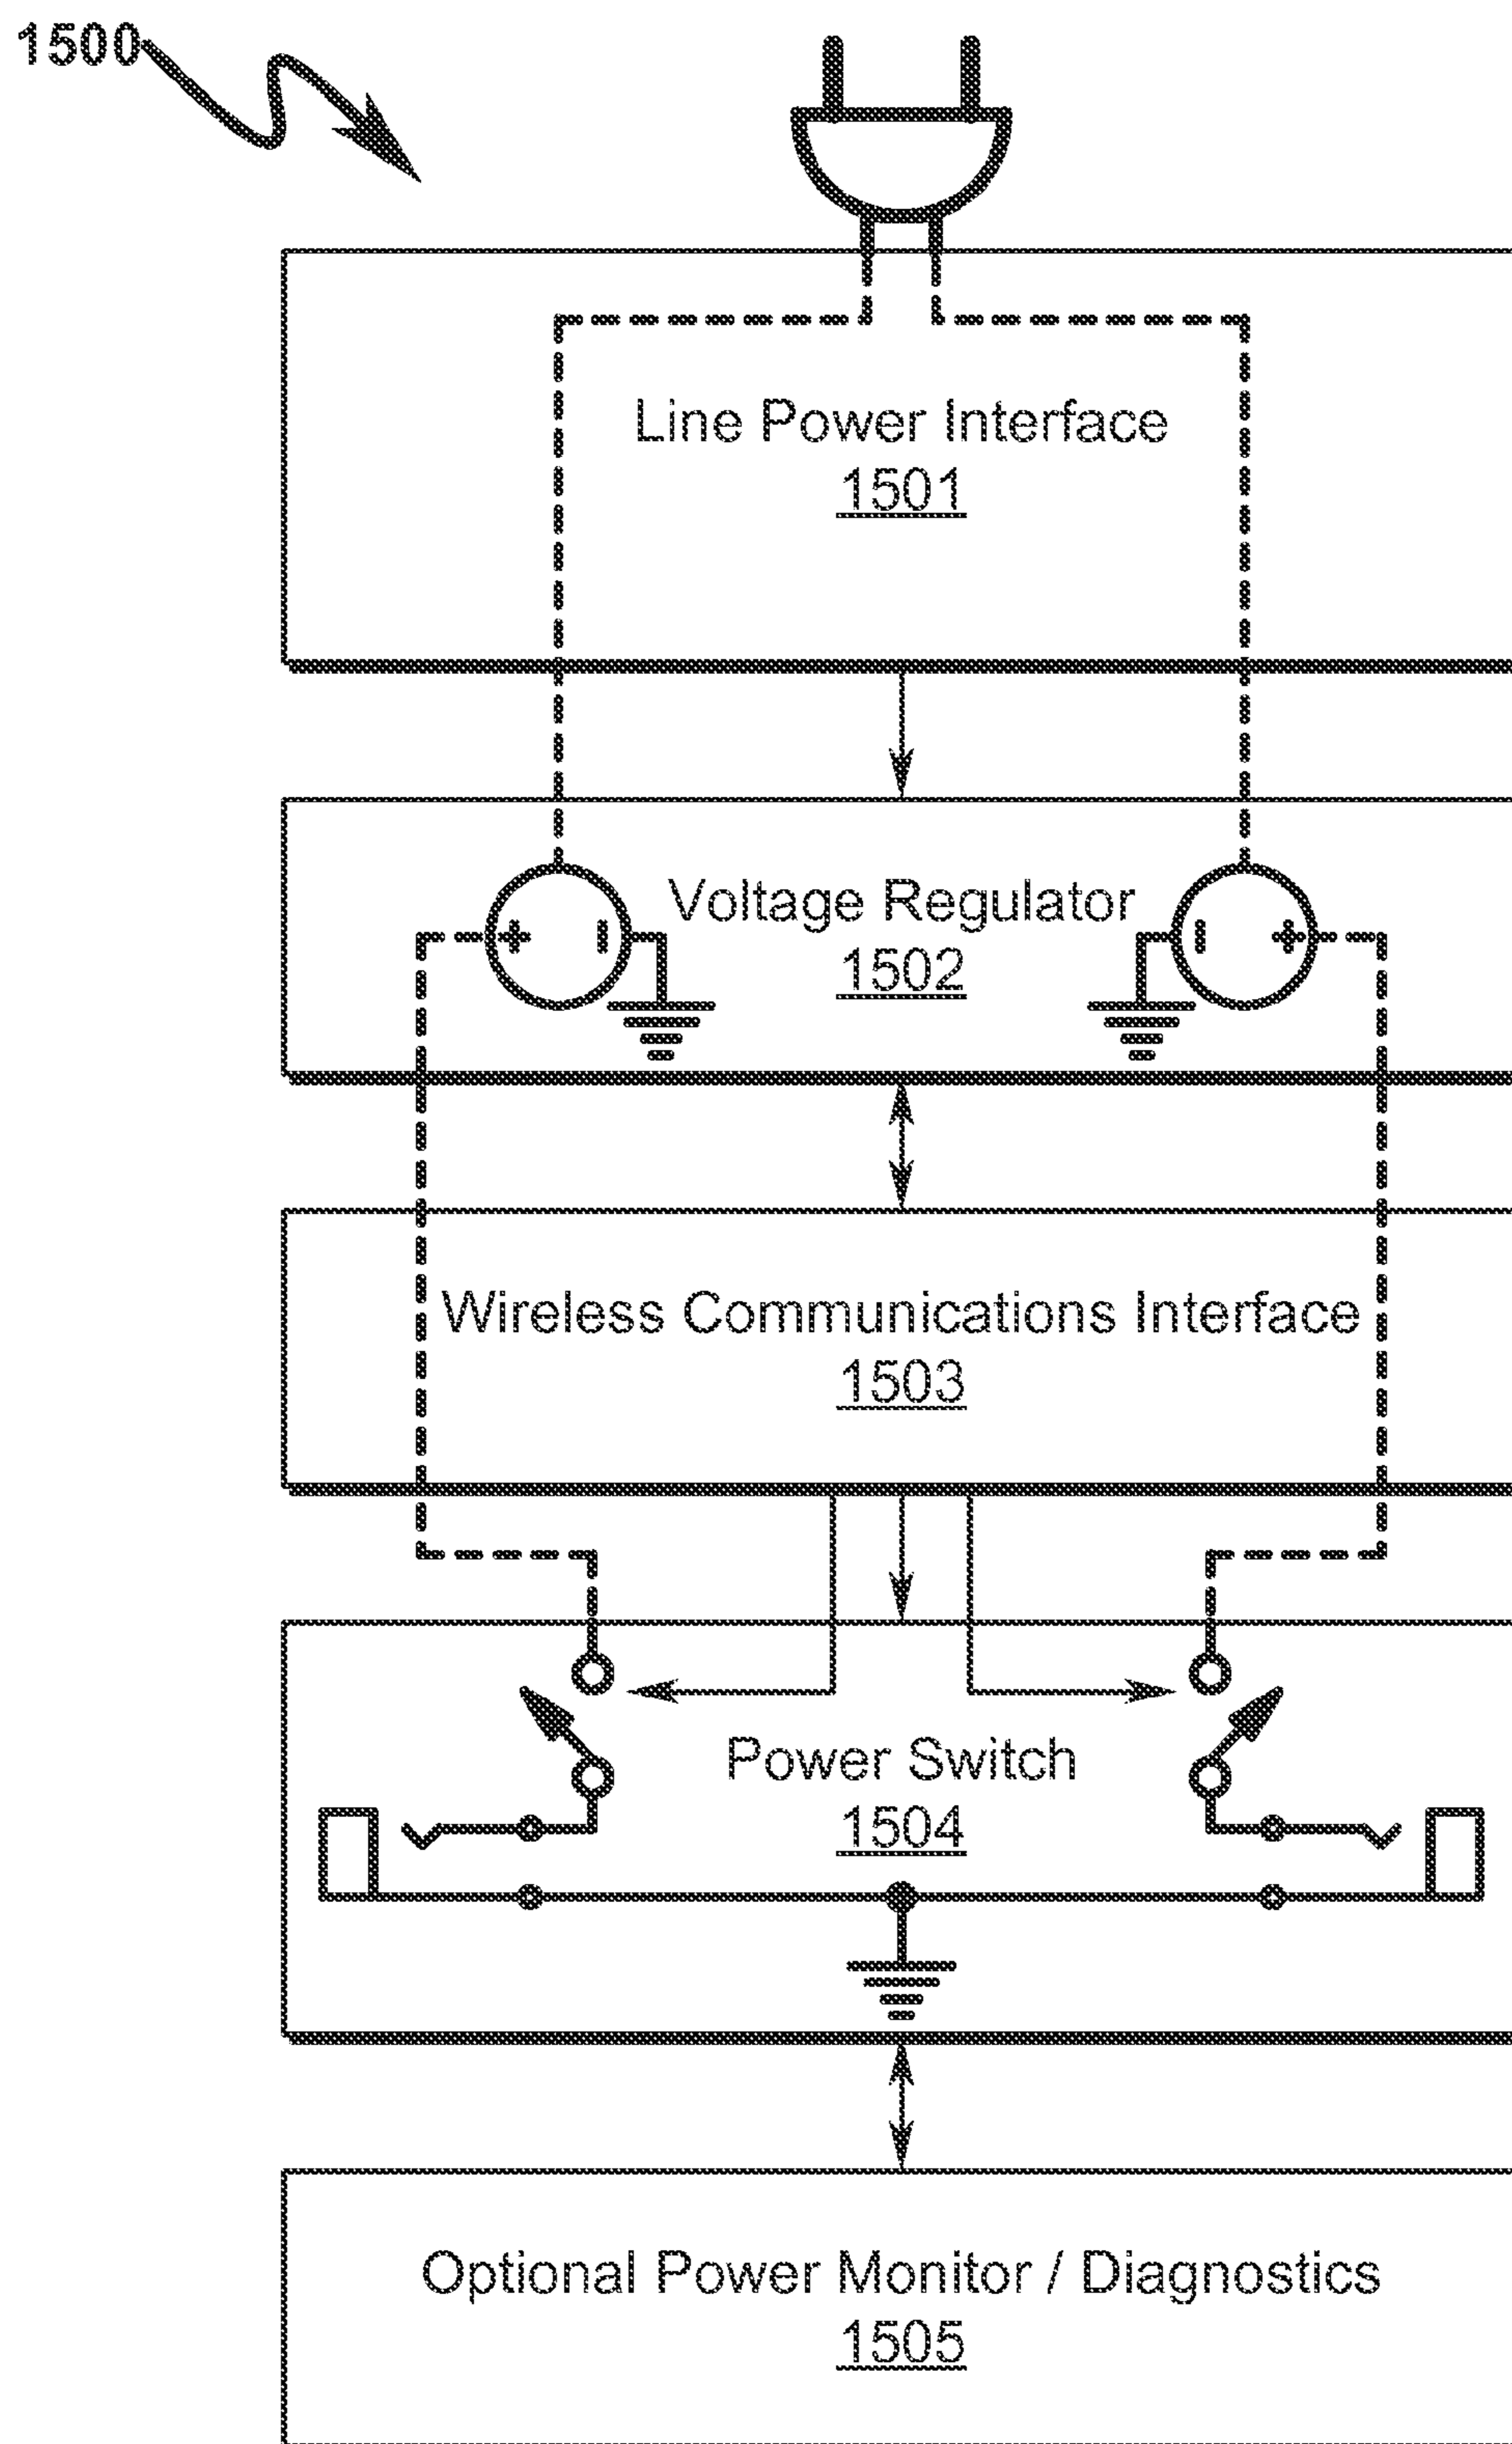 1500
Line Power Interface
1501
Voltage Regulator
1502
Wireless Communications Interface
1503
Power Switch
1504
Optional Power Monitor / Diagnostics
1505